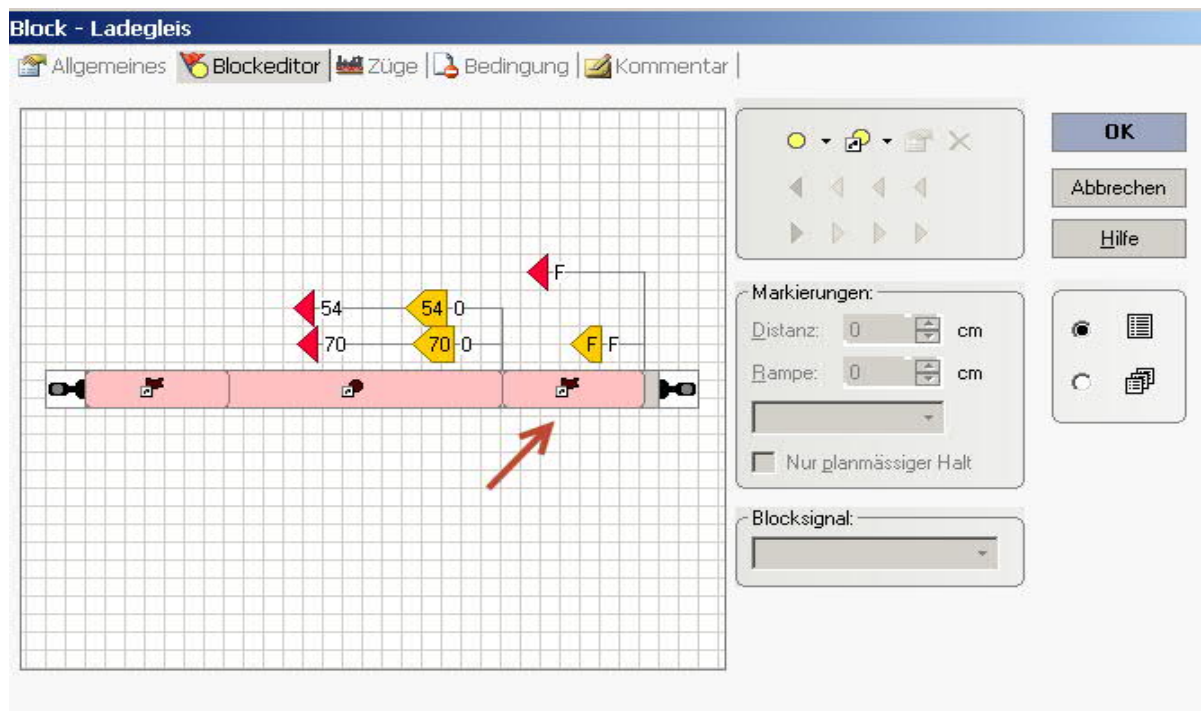 Block - Ladegleis
Allgemeines Blockeditor Züge Bedingung Kommentar
OK
Abbrechen
Hilfe
F
54 54 0
70 70 0 F F
Markierungen:
Distanz: 0 cm
Rampe: 0 cm
Nur planmässiger Halt
Blocksignal: